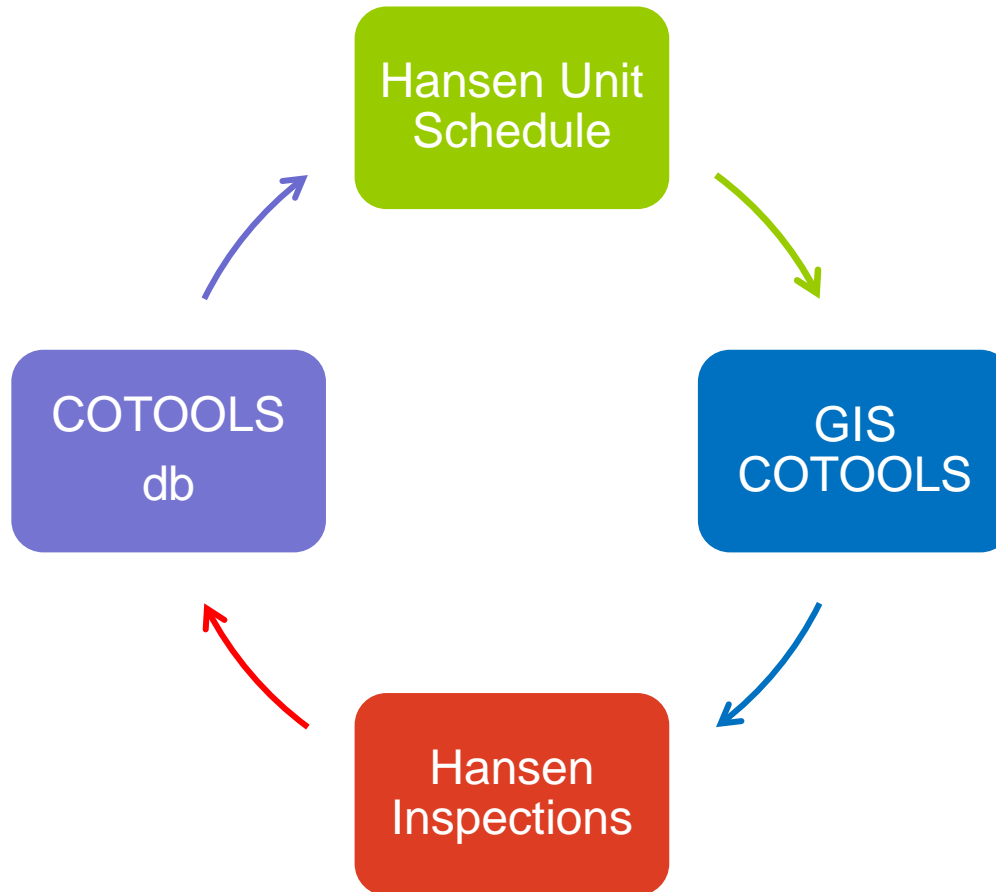 Hansen Unit
Schedule
GIS
COTOOLS
Hansen
Inspections
COTOOLS
db